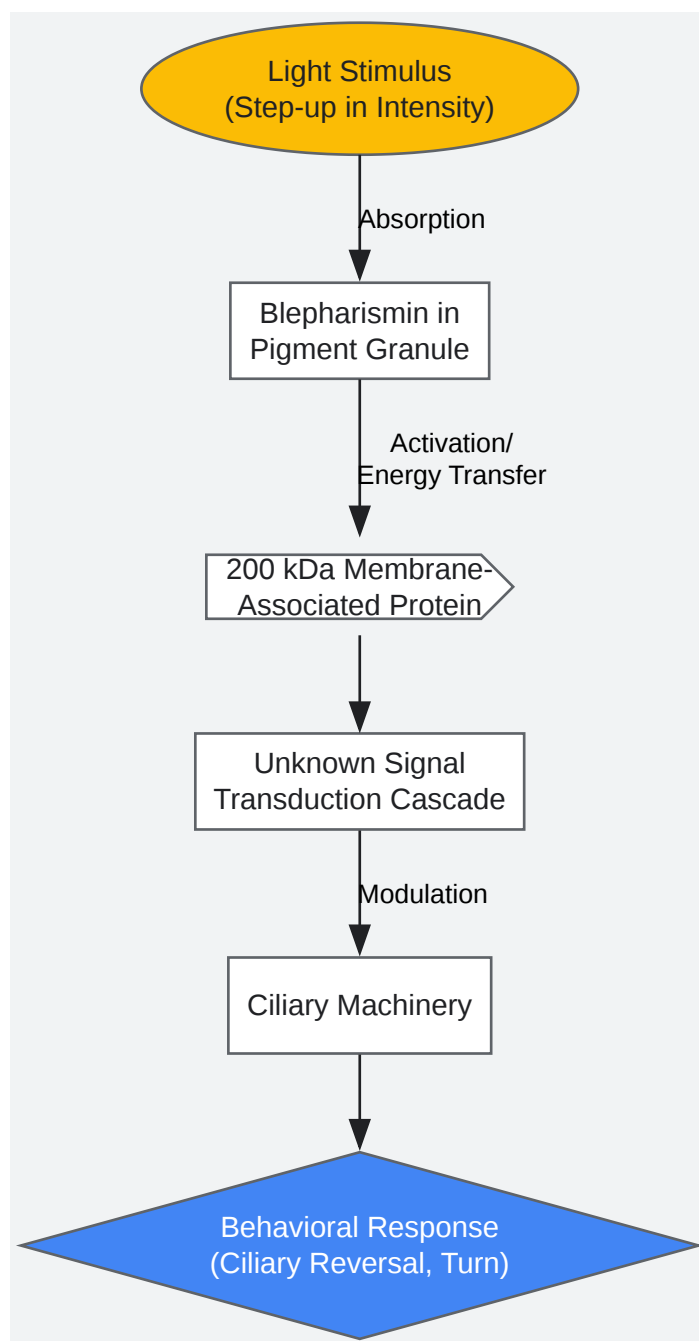 Light Stimulus
(Step-up in Intensity)
Absorption
Blepharismin in
Pigment Granule
Activation/
Energy Transfer
200 kDa Membrane-
Associated Protein
Unknown Signal
Transduction Cascade
Modulation
Ciliary Machinery
Behavioral Response
(Ciliary Reversal, Turn)